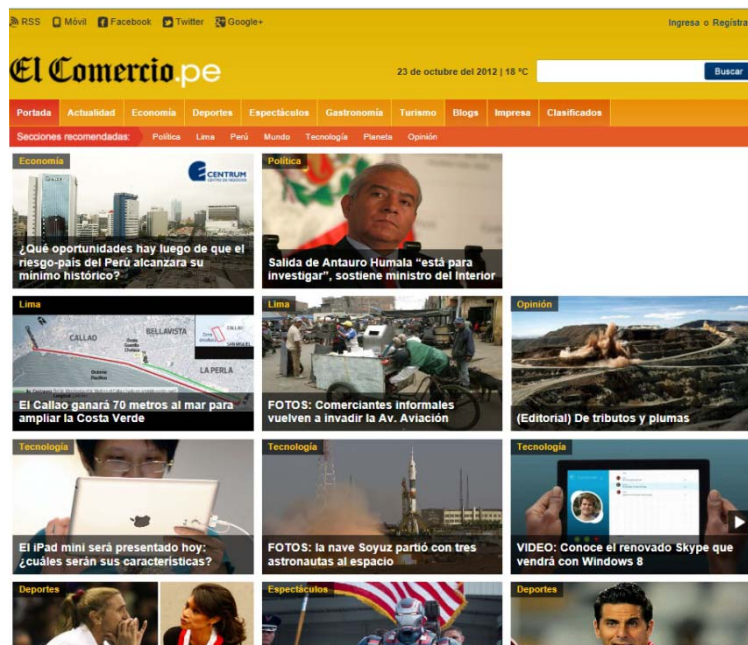 RSS Móvil Facebook Twitter Google+ Ingresa o Regístra
El Comercio.pe
23 de octubre del 2012 | 18 ºC Buscar
Portada Actualidad Economía Deportes Espectáculos Gastronomía Turismo Blogs Impresa Clasificados
Secciones recomendadas: Política Lima Perú Mundo Tecnología Planeta Opinión
Economía
CENTRUM
¿Qué oportunidades hay luego de que el
riesgo-país del Perú alcanzara su
mínimo histórico?
Política
Salida de Antauro Humala “está para
investigar”, sostiene ministro del Interior
Lima
CALLAO
BELLAVISTA
LA PERLA
SAN MIGUEL
El Callao ganará 70 metros al mar para
ampliar la Costa Verde
Lima
FOTOS: Comerciantes informales
vuelven a invadir la Av. Aviación
Opinión
(Editorial) De tributos y plumas
Tecnología
El iPad mini será presentado hoy:
¿cuáles serán sus características?
Tecnología
FOTOS: la nave Soyuz partió con tres
astronautas al espacio
Tecnología
VIDEO: Conoce el renovado Skype que
vendrá con Windows 8
Deportes
Espectáculos
Deportes